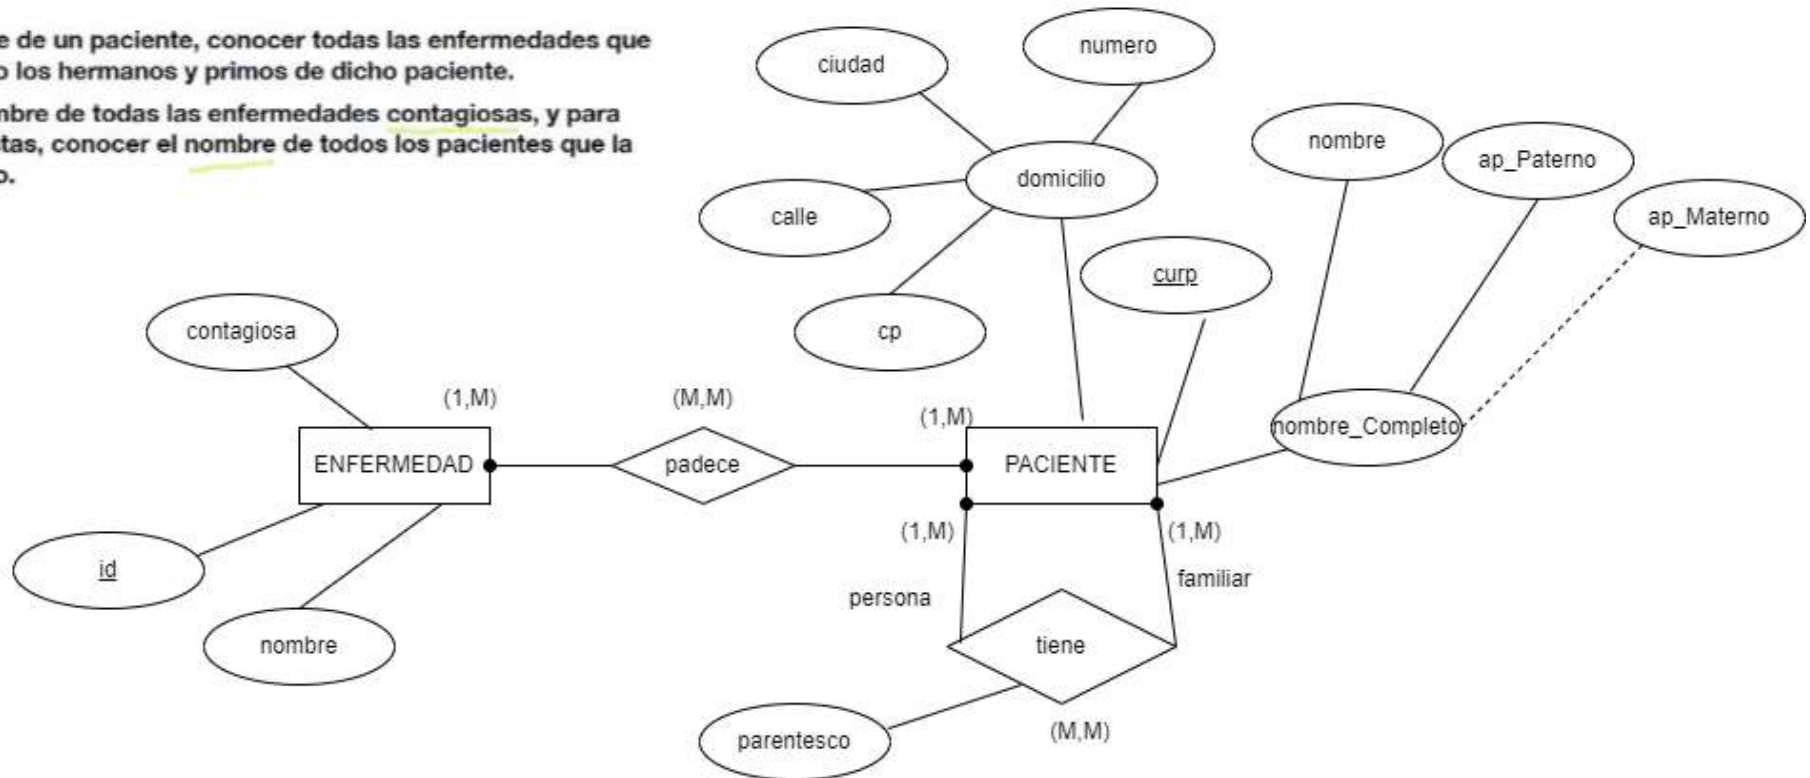 de un paciente, conocer todas las enfermedades que
los hermanos y primos de dicho paciente.
de todas las enfermedades contagiosas, y para
conocer el nombre de todos los pacientes que la
ciudad
numero
domicilio
calle
cp
curp
nombre
ap_Paterno
ap_Materno
nombre_Completo
contagiosa
(1,M)
(M,M)
(1,M)
ENFERMEDAD
padece
PACIENTE
(1,M)
(1,M)
id
persona
familiar
nombre
tiene
parentesco
(M,M)